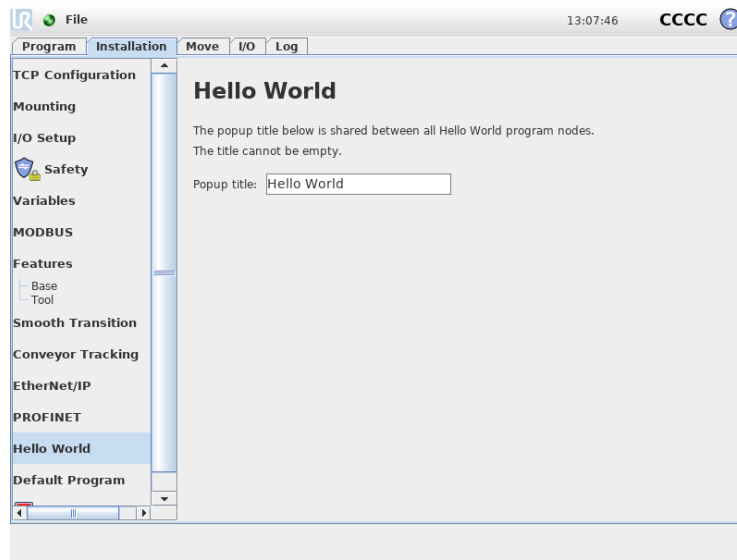 UR File 13:07:46 CCCC ?
Program Installation Move I/O Log
TCP Configuration
Mounting
I/O Setup
Safety
Variables
MODBUS
Features
Base
Tool
Smooth Transition
Conveyor Tracking
EtherNet/IP
PROFINET
Hello World
Default Program
Hello World
The popup title below is shared between all Hello World program nodes.
The title cannot be empty.
Popup title: Hello World